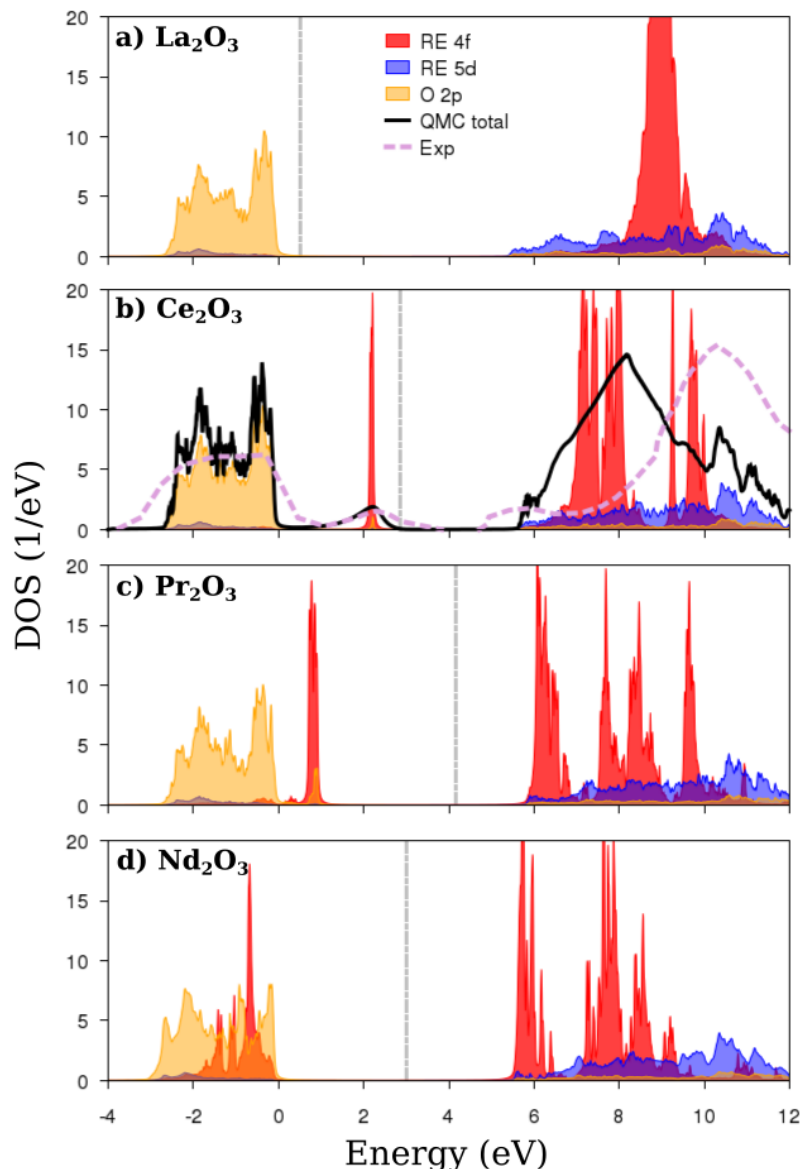 20
a) La₂O₃
RE 4f
RE 5d
O 2p
QMC total
Exp
15
10
5
0
20
b) Ce₂O₃
15
10
5
0
20
c) Pr₂O₃
15
10
5
0
20
d) Nd₂O₃
15
10
5
0
-4 -2 0 2 4 6 8 10 12
DOS (1/eV)
Energy (eV)